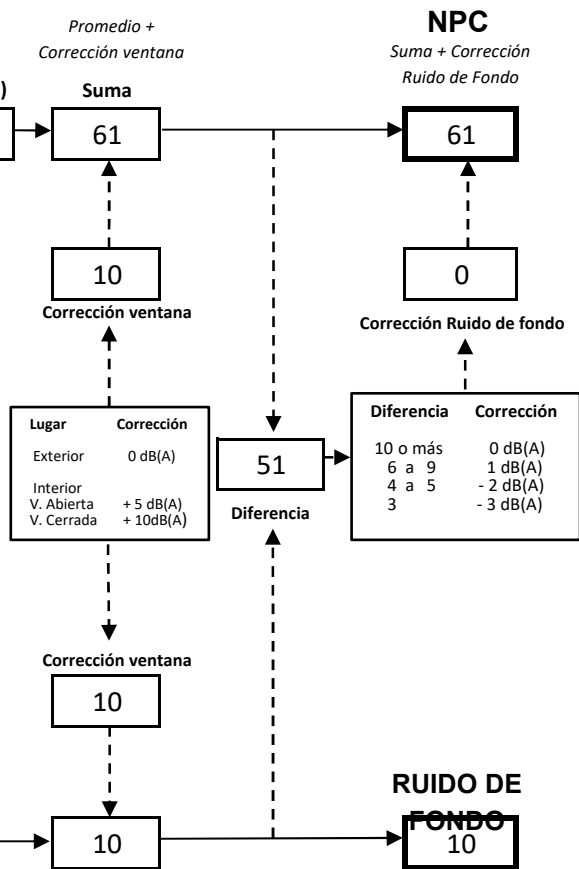 Promedio +
Corrección ventana
NPC
Suma + Corrección
Ruido de Fondo
)
Suma
61
61
10
0
Corrección ventana
Corrección Ruido de fondo
Lugar Corrección
Exterior 0 dB(A)
Interior
V. Abierta + 5 dB(A)
V. Cerrada + 10dB(A)
51
Diferencia
Diferencia Corrección
10 o más 0 dB(A)
6 a 9 1 dB(A)
4 a 5 - 2 dB(A)
3 - 3 dB(A)
Corrección ventana
10
RUIDO DE
FONDO
10
10